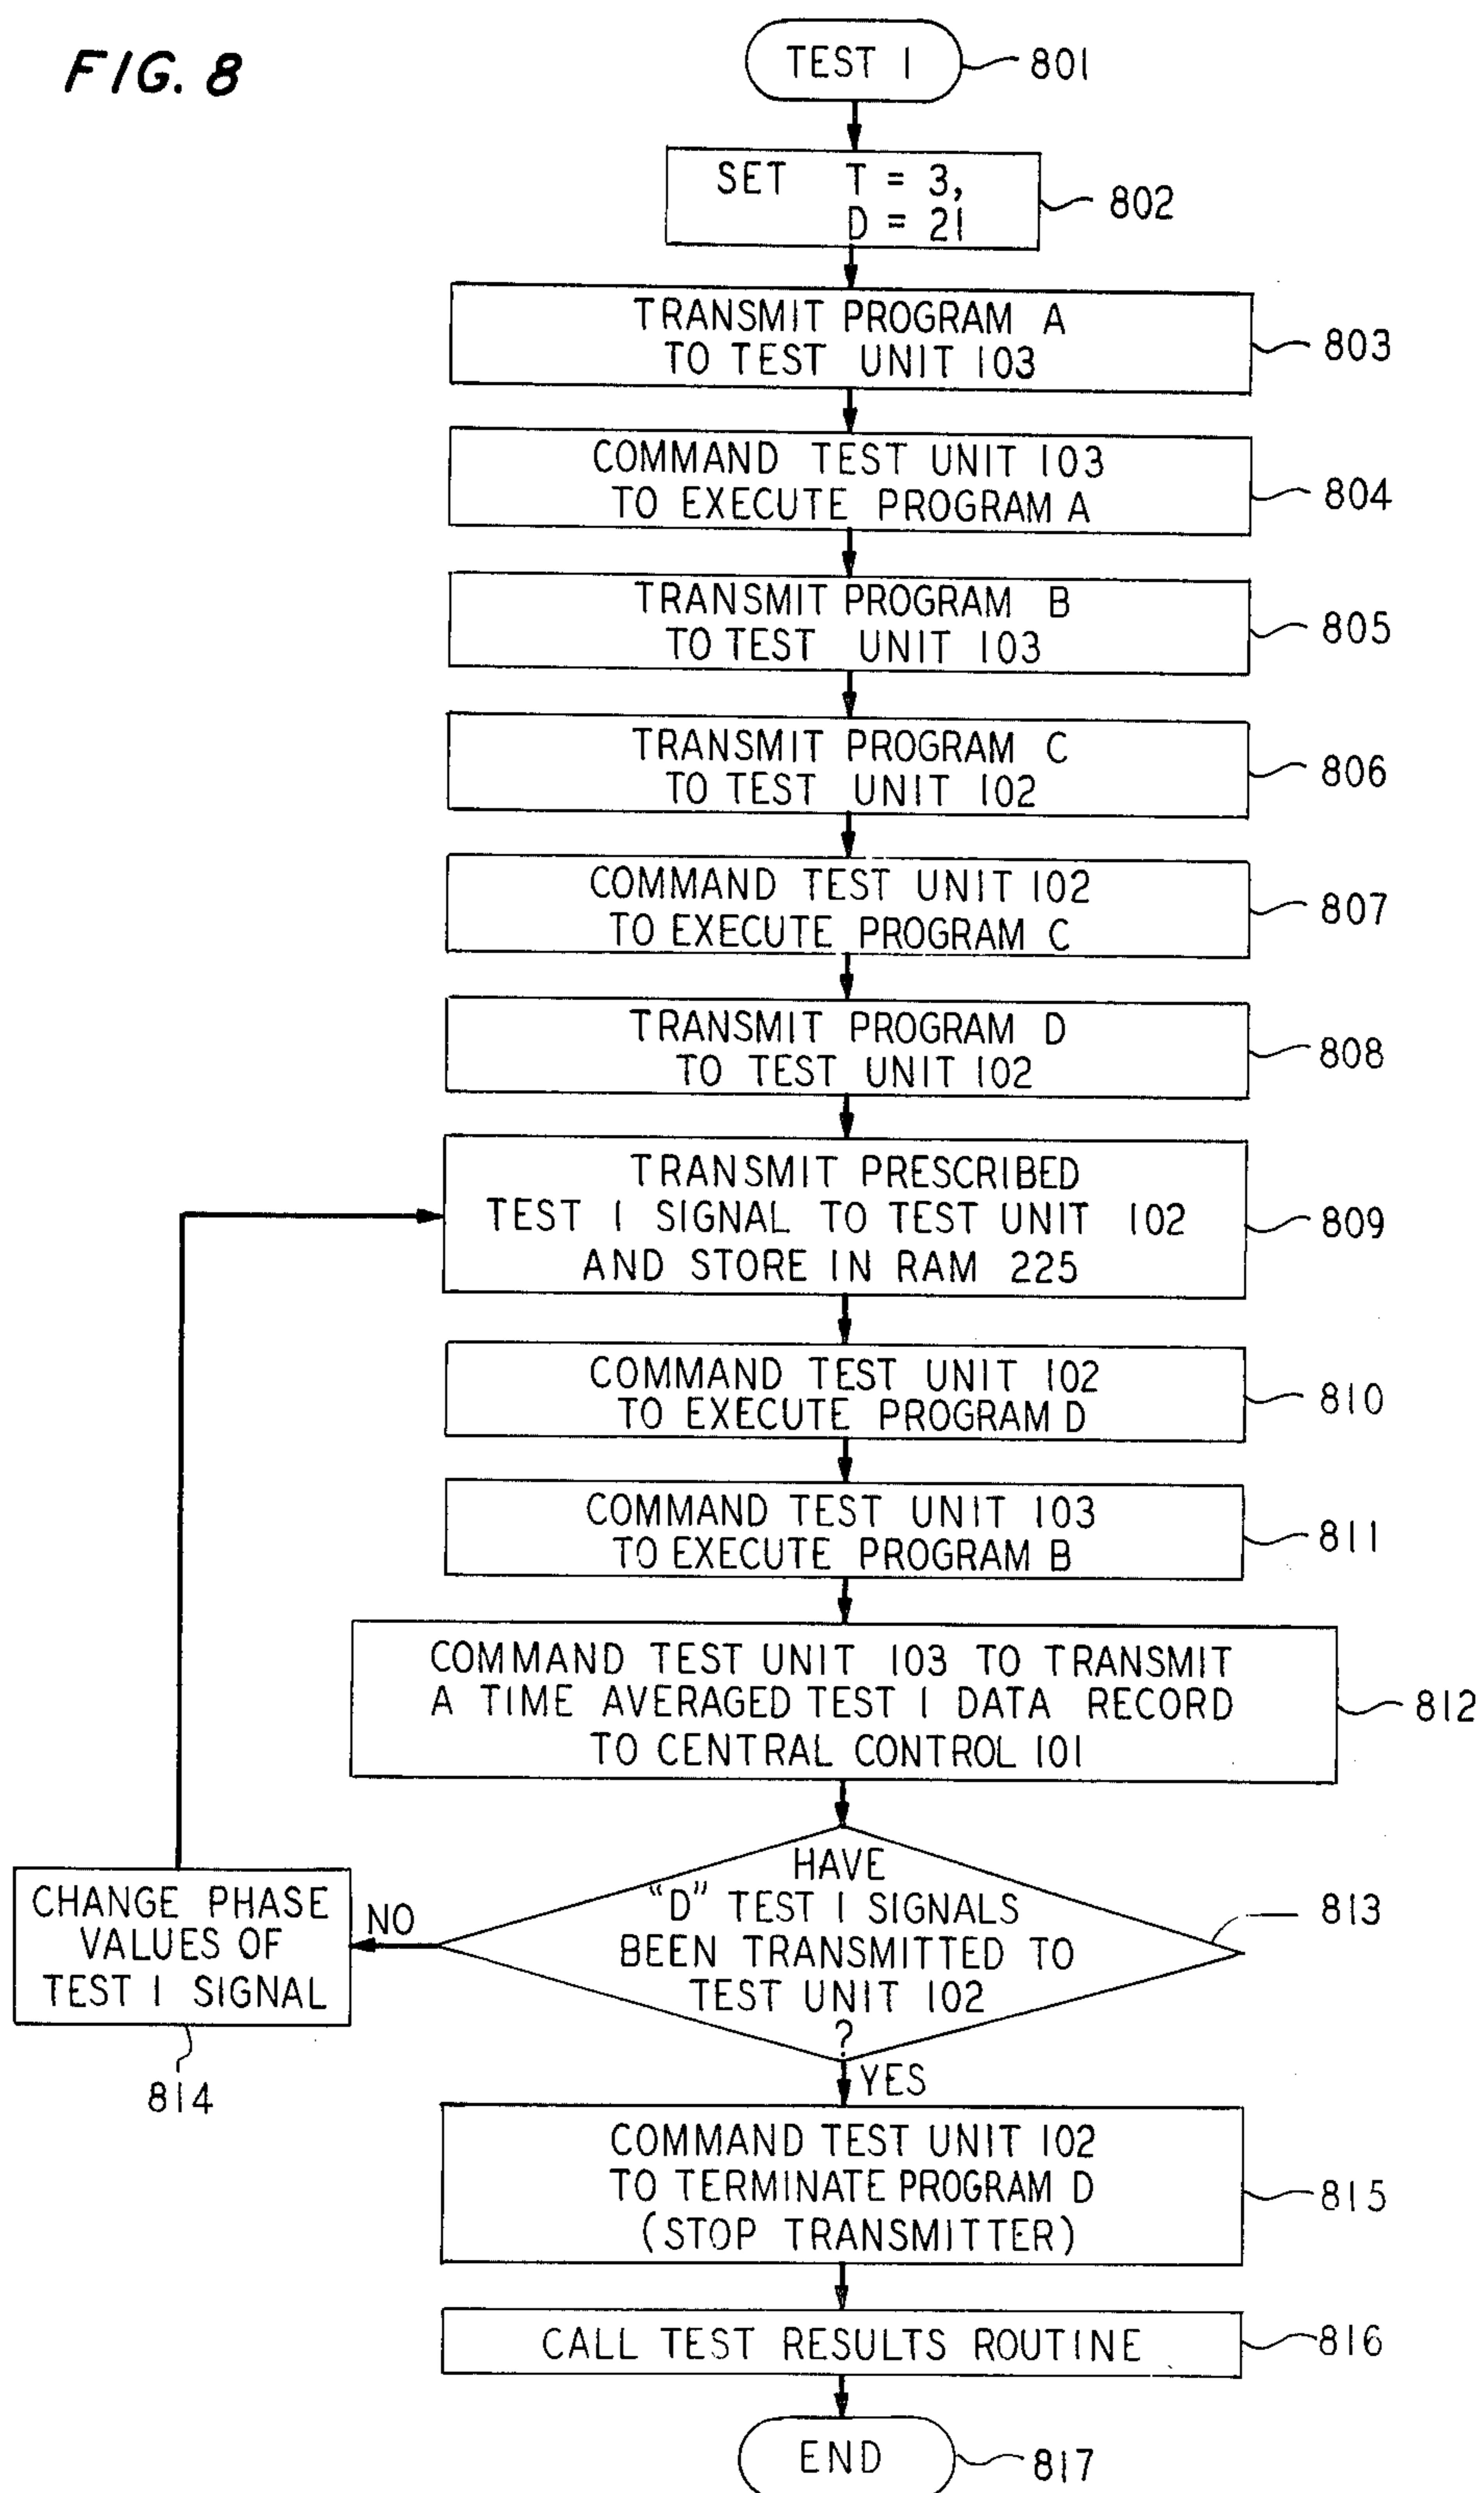 FIG. 8
TEST 1
801
SET T = 3,
D = 21
802
TRANSMIT PROGRAM A
TO TEST UNIT 103
803
COMMAND TEST UNIT 103
TO EXECUTE PROGRAM A
804
TRANSMIT PROGRAM B
TO TEST UNIT 103
805
TRANSMIT PROGRAM C
TO TEST UNIT 102
806
COMMAND TEST UNIT 102
TO EXECUTE PROGRAM C
807
TRANSMIT PROGRAM D
TO TEST UNIT 102
808
TRANSMIT PRESCRIBED
TEST 1 SIGNAL TO TEST UNIT 102
AND STORE IN RAM 225
809
COMMAND TEST UNIT 102
TO EXECUTE PROGRAM D
810
COMMAND TEST UNIT 103
TO EXECUTE PROGRAM B
811
COMMAND TEST UNIT 103 TO TRANSMIT
A TIME AVERAGED TEST 1 DATA RECORD
TO CENTRAL CONTROL 101
812
HAVE
"D" TEST 1 SIGNALS
BEEN TRANSMITTED TO
TEST UNIT 102
?
813
NO
CHANGE PHASE
VALUES OF
TEST 1 SIGNAL
814
YES
COMMAND TEST UNIT 102
TO TERMINATE PROGRAM D
(STOP TRANSMITTER)
815
CALL TEST RESULTS ROUTINE
816
END
817